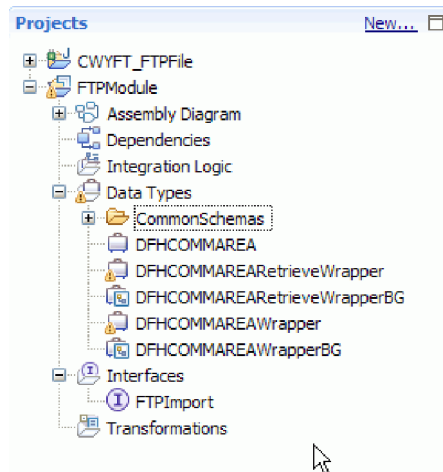 Projects New...
CWYFT_FTPFile
FTPModule
Assembly Diagram
Dependencies
Integration Logic
Data Types
CommonSchemas
DFHCOMMAREA
DFHCOMMAREARetrieveWrapper
DFHCOMMAREARetrieveWrapperBG
DFHCOMMAREAWrapper
DFHCOMMAREAWrapperBG
Interfaces
FTPImport
Transformations